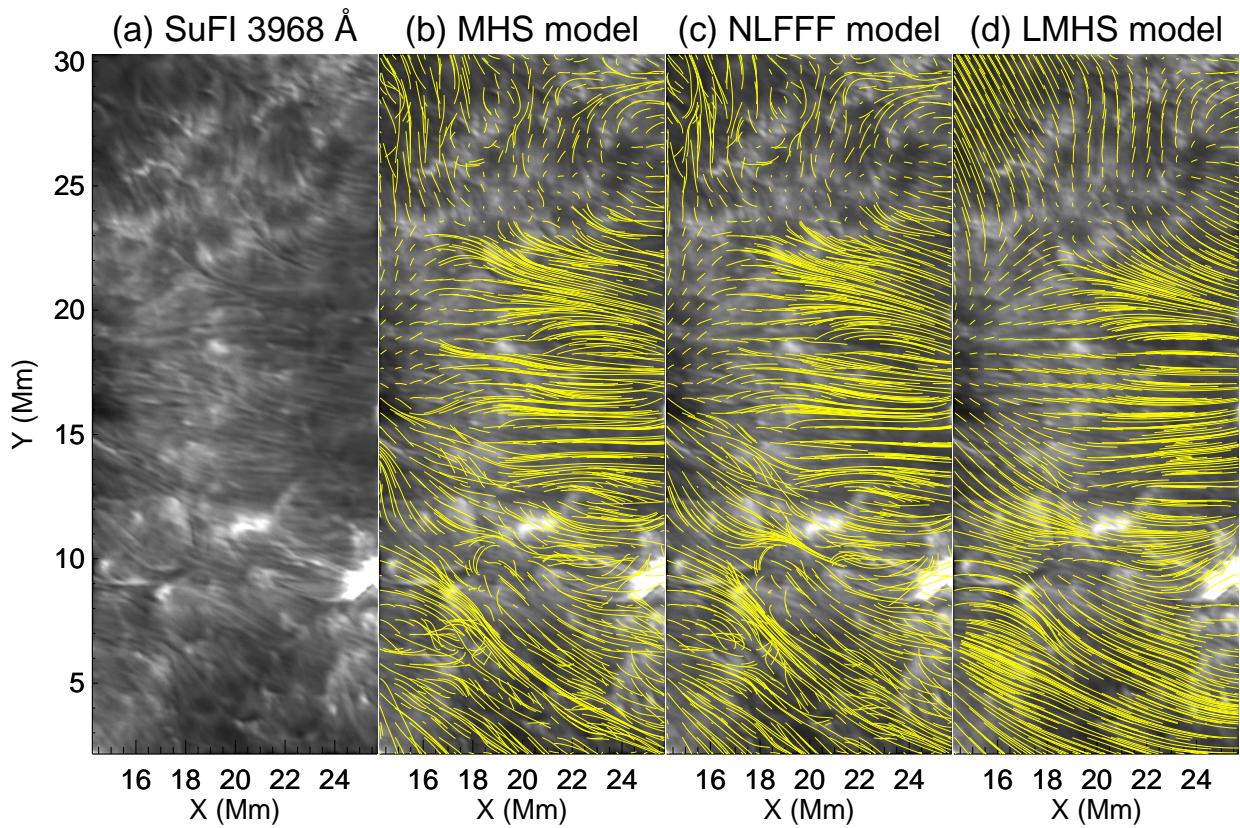 (a) SuFI 3968 Å (b) MHS model (c) NLFFF model (d) LMHS model
30
25
20
15
10
5
Y (Mm)
16 18 20 22 24 16 18 20 22 24 16 18 20 22 24 16 18 20 22 24
X (Mm) X (Mm) X (Mm) X (Mm)